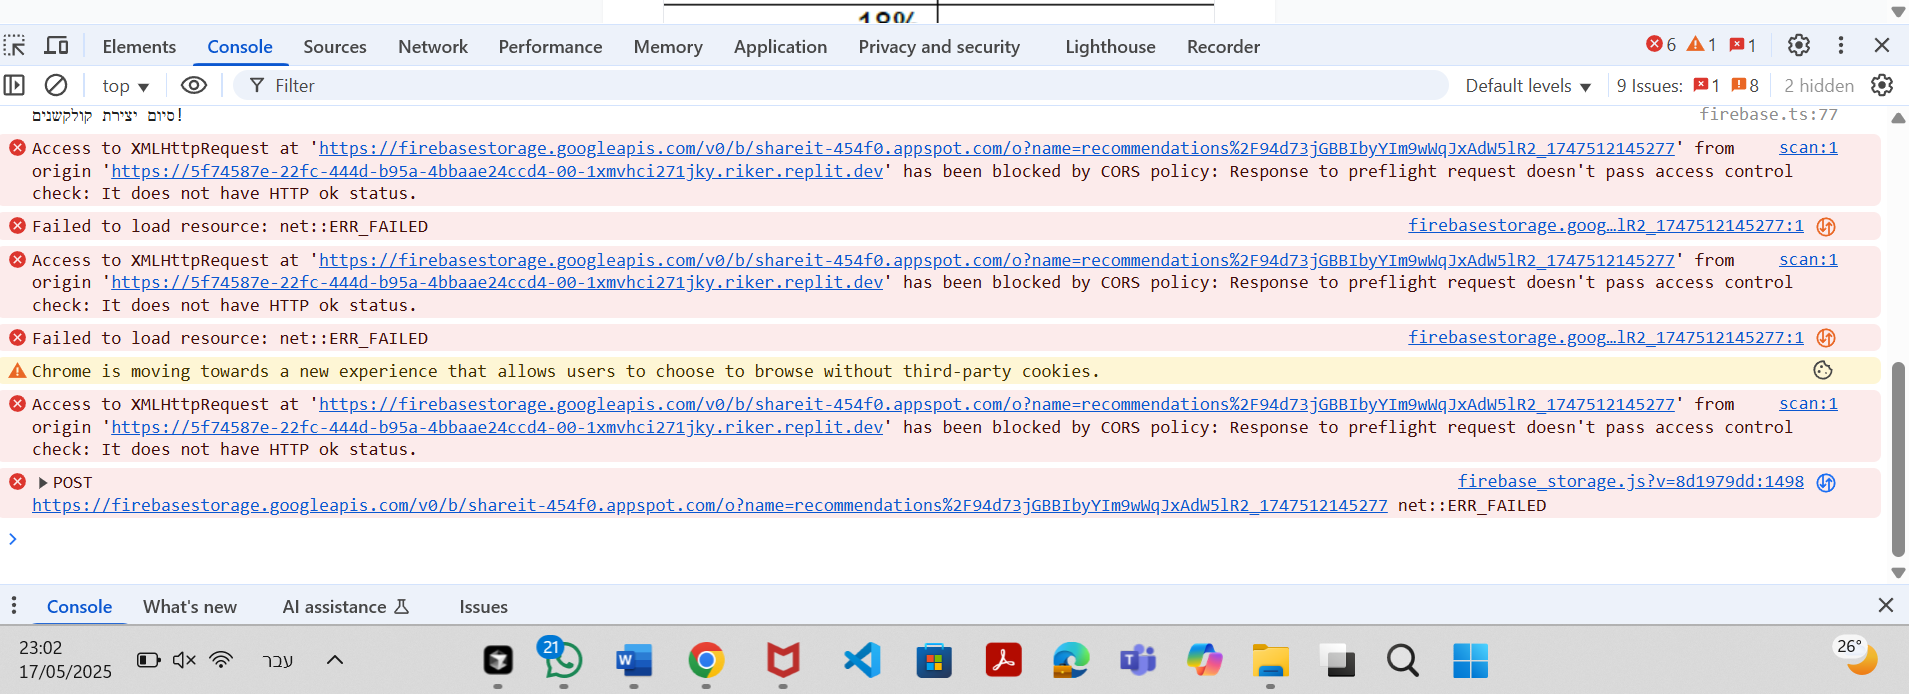 18%
Elements Console Sources Network Performance Memory Application Privacy and security Lighthouse Recorder 6 1 1
top Filter Default levels 9 Issues: 1 8 2 hidden
סיום יצירת קולקשנים! firebase.ts:77
Access to XMLHttpRequest at 'https://firebasestorage.googleapis.com/v0/b/shareit-454f0.appspot.com/o?name=recommendations%2F94d73jGBBIbyYIm9wWqJxAdW5lR2_1747512145277' from scan:1
origin 'https://5f74587e-22fc-444d-b95a-4bbaae24ccd4-00-1xmvhci271jky.riker.replit.dev' has been blocked by CORS policy: Response to preflight request doesn't pass access control
check: It does not have HTTP ok status.
Failed to load resource: net::ERR_FAILED firebasestorage.goog…lR2_1747512145277:1
Access to XMLHttpRequest at 'https://firebasestorage.googleapis.com/v0/b/shareit-454f0.appspot.com/o?name=recommendations%2F94d73jGBBIbyYIm9wWqJxAdW5lR2_1747512145277' from scan:1
origin 'https://5f74587e-22fc-444d-b95a-4bbaae24ccd4-00-1xmvhci271jky.riker.replit.dev' has been blocked by CORS policy: Response to preflight request doesn't pass access control
check: It does not have HTTP ok status.
Failed to load resource: net::ERR_FAILED firebasestorage.goog…lR2_1747512145277:1
Chrome is moving towards a new experience that allows users to choose to browse without third-party cookies.
Access to XMLHttpRequest at 'https://firebasestorage.googleapis.com/v0/b/shareit-454f0.appspot.com/o?name=recommendations%2F94d73jGBBIbyYIm9wWqJxAdW5lR2_1747512145277' from scan:1
origin 'https://5f74587e-22fc-444d-b95a-4bbaae24ccd4-00-1xmvhci271jky.riker.replit.dev' has been blocked by CORS policy: Response to preflight request doesn't pass access control
check: It does not have HTTP ok status.
POST firebase_storage.js?v=8d1979dd:1498
https://firebasestorage.googleapis.com/v0/b/shareit-454f0.appspot.com/o?name=recommendations%2F94d73jGBBIbyYIm9wWqJxAdW5lR2_1747512145277 net::ERR_FAILED
Console What's new AI assistance Issues
23:02
17/05/2025
עבר
21
26°